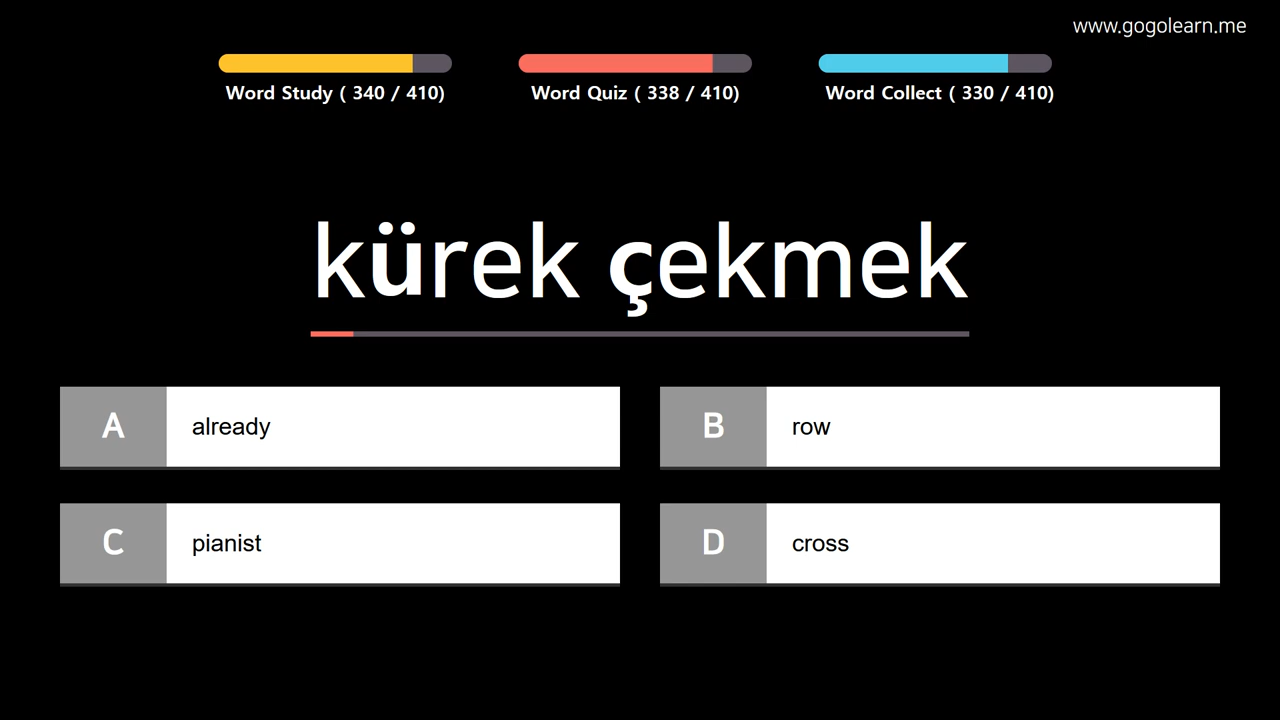 www.gogolearn.me
Word Study ( 340 / 410)
Word Quiz ( 338 / 410)
Word Collect ( 330 / 410)
kürek çekmek
A already
B row
C pianist
D cross